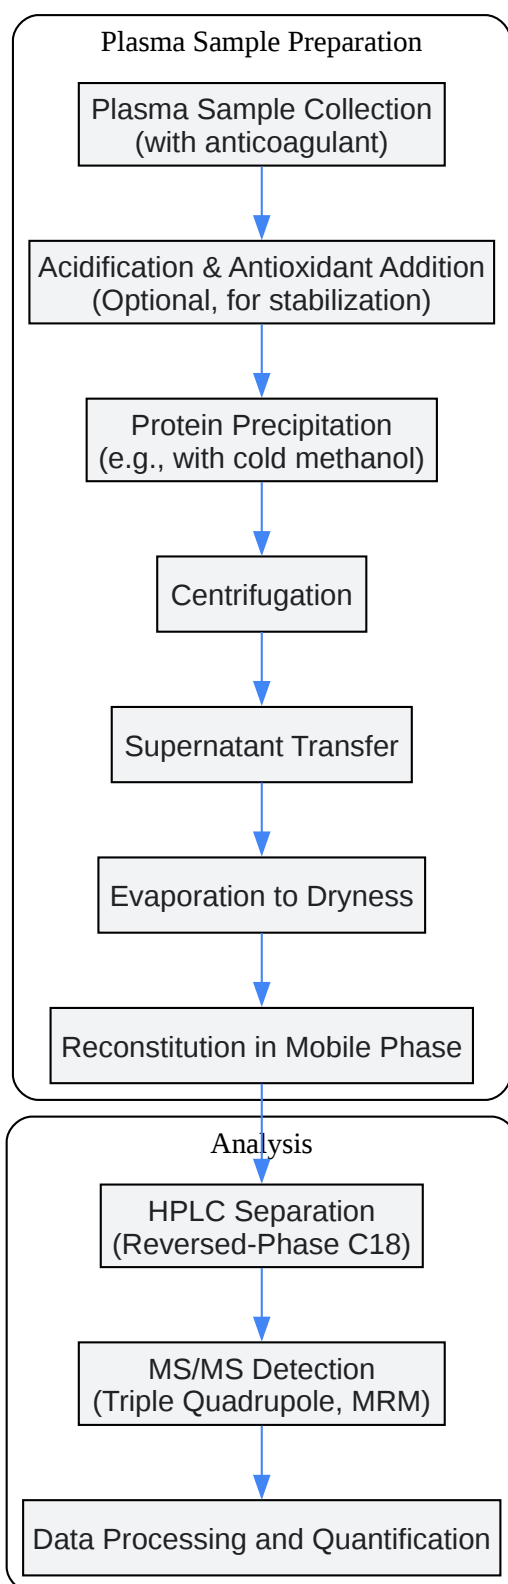 Plasma Sample Preparation
Plasma Sample Collection
(with anticoagulant)
Acidification & Antioxidant Addition
(Optional, for stabilization)
Protein Precipitation
(e.g., with cold methanol)
Centrifugation
Supernatant Transfer
Evaporation to Dryness
Reconstitution in Mobile Phase
Analysis
HPLC Separation
(Reversed-Phase C18)
MS/MS Detection
(Triple Quadrupole, MRM)
Data Processing and Quantification